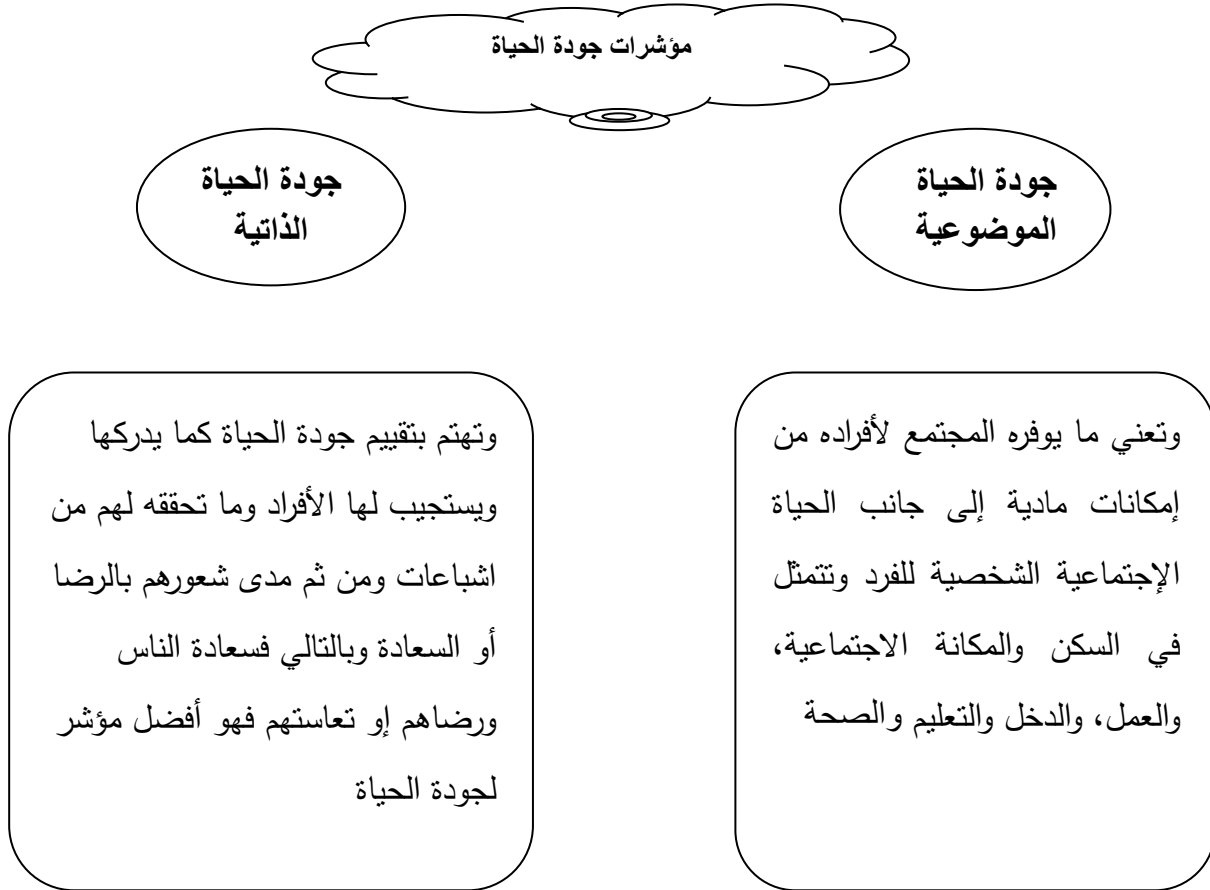 مؤشرات جودة الحياة
جودة الحياة
الموضوعية
جودة الحياة
الذاتية
وتعني ما يوفره المجتمع لأفراده من
إمكانات مادية إلى جانب الحياة
الإجتماعية الشخصية للفرد وتتمثل
في السكن والمكانة الاجتماعية،
والعمل، والدخل والتعليم والصحة
وتهتم بتقييم جودة الحياة كما يدركها
ويستجيب لها الأفراد وما تحققه لهم من
اشباعات ومن ثم مدى شعورهم بالرضا
أو السعادة وبالتالي فسعادة الناس
ورضاهم إو تعاستهم فهو أفضل مؤشر
لجودة الحياة